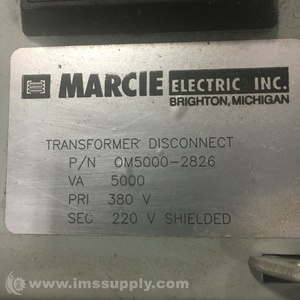 MARCIE ELECTRIC INC.
BRIGHTON, MICHIGAN
TRANSFORMER DISCONNECT
P/N OM5000-2826
VA 5000
PRI 380 V
SEC 220 V SHIELDED
www.imssupply.com